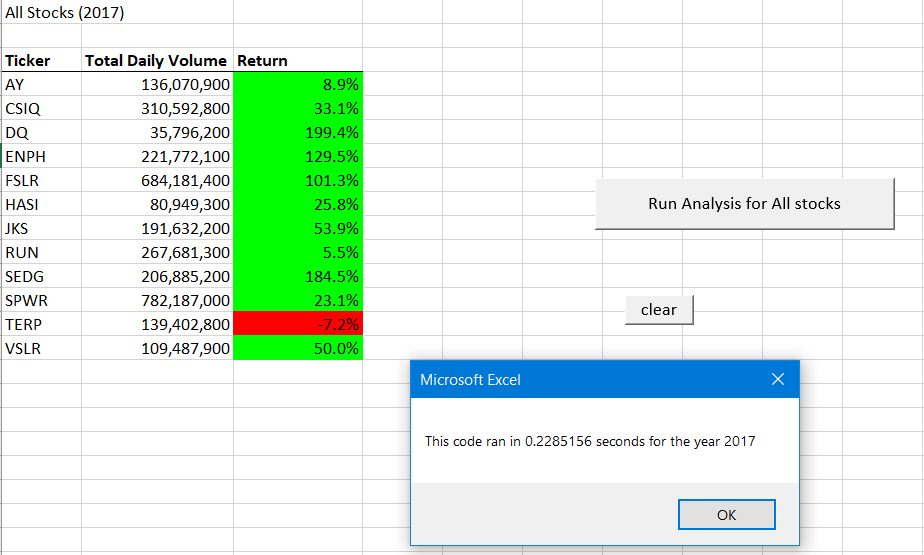 All Stocks (2017)
Ticker Total Daily Volume Return
AY 136,070,900 8.9%
CSIQ 310,592,800 33.1%
DQ 35,796,200 199.4%
ENPH 221,772,100 129.5%
FSLR 684,181,400 101.3%
HASI 80,949,300 25.8%
JKS 191,632,200 53.9%
RUN 267,681,300 5.5%
SEDG 206,885,200 184.5%
SPWR 782,187,000 23.1%
TERP 139,402,800 -7.2%
VSLR 109,487,900 50.0%
Run Analysis for All stocks
clear
Microsoft Excel
This code ran in 0.2285156 seconds for the year 2017
OK